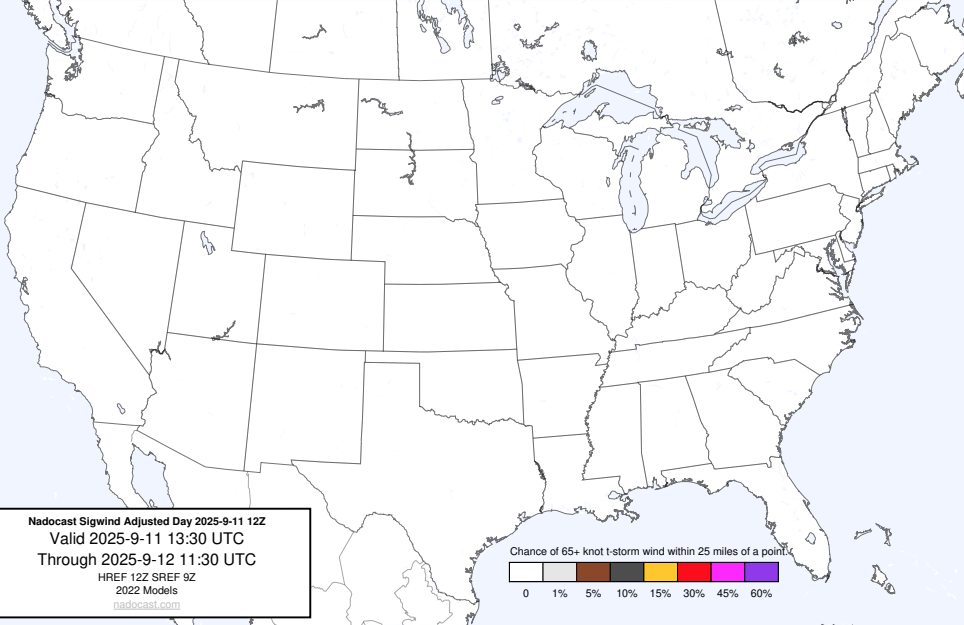 Nadocast Sigwind Adjusted Day 2025-9-11 12Z
Valid 2025-9-11 13:30 UTC
Through 2025-9-12 11:30 UTC
HREF 12Z SREF 9Z
2022 Models
nadocast.com
Chance of 65+ knot t-storm wind within 25 miles of a point.
0 1% 5% 10% 15% 30% 45% 60%